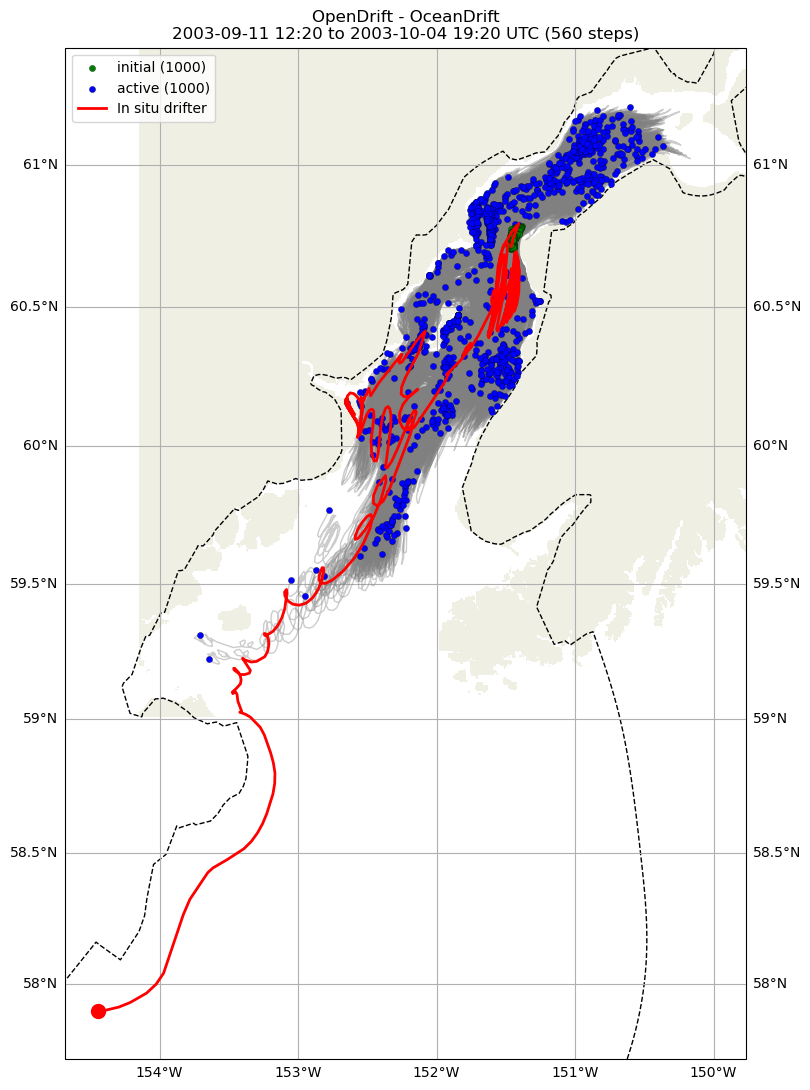 OpenDrift - OceanDrift
2003-09-11 12:20 to 2003-10-04 19:20 UTC (560 steps)
initial (1000)
active (1000)
In situ drifter
61°N 61°N
60.5°N 60.5°N
60°N 60°N
59.5°N 59.5°N
59°N 59°N
58.5°N 58.5°N
58°N 58°N
154°W 153°W 152°W 151°W 150°W